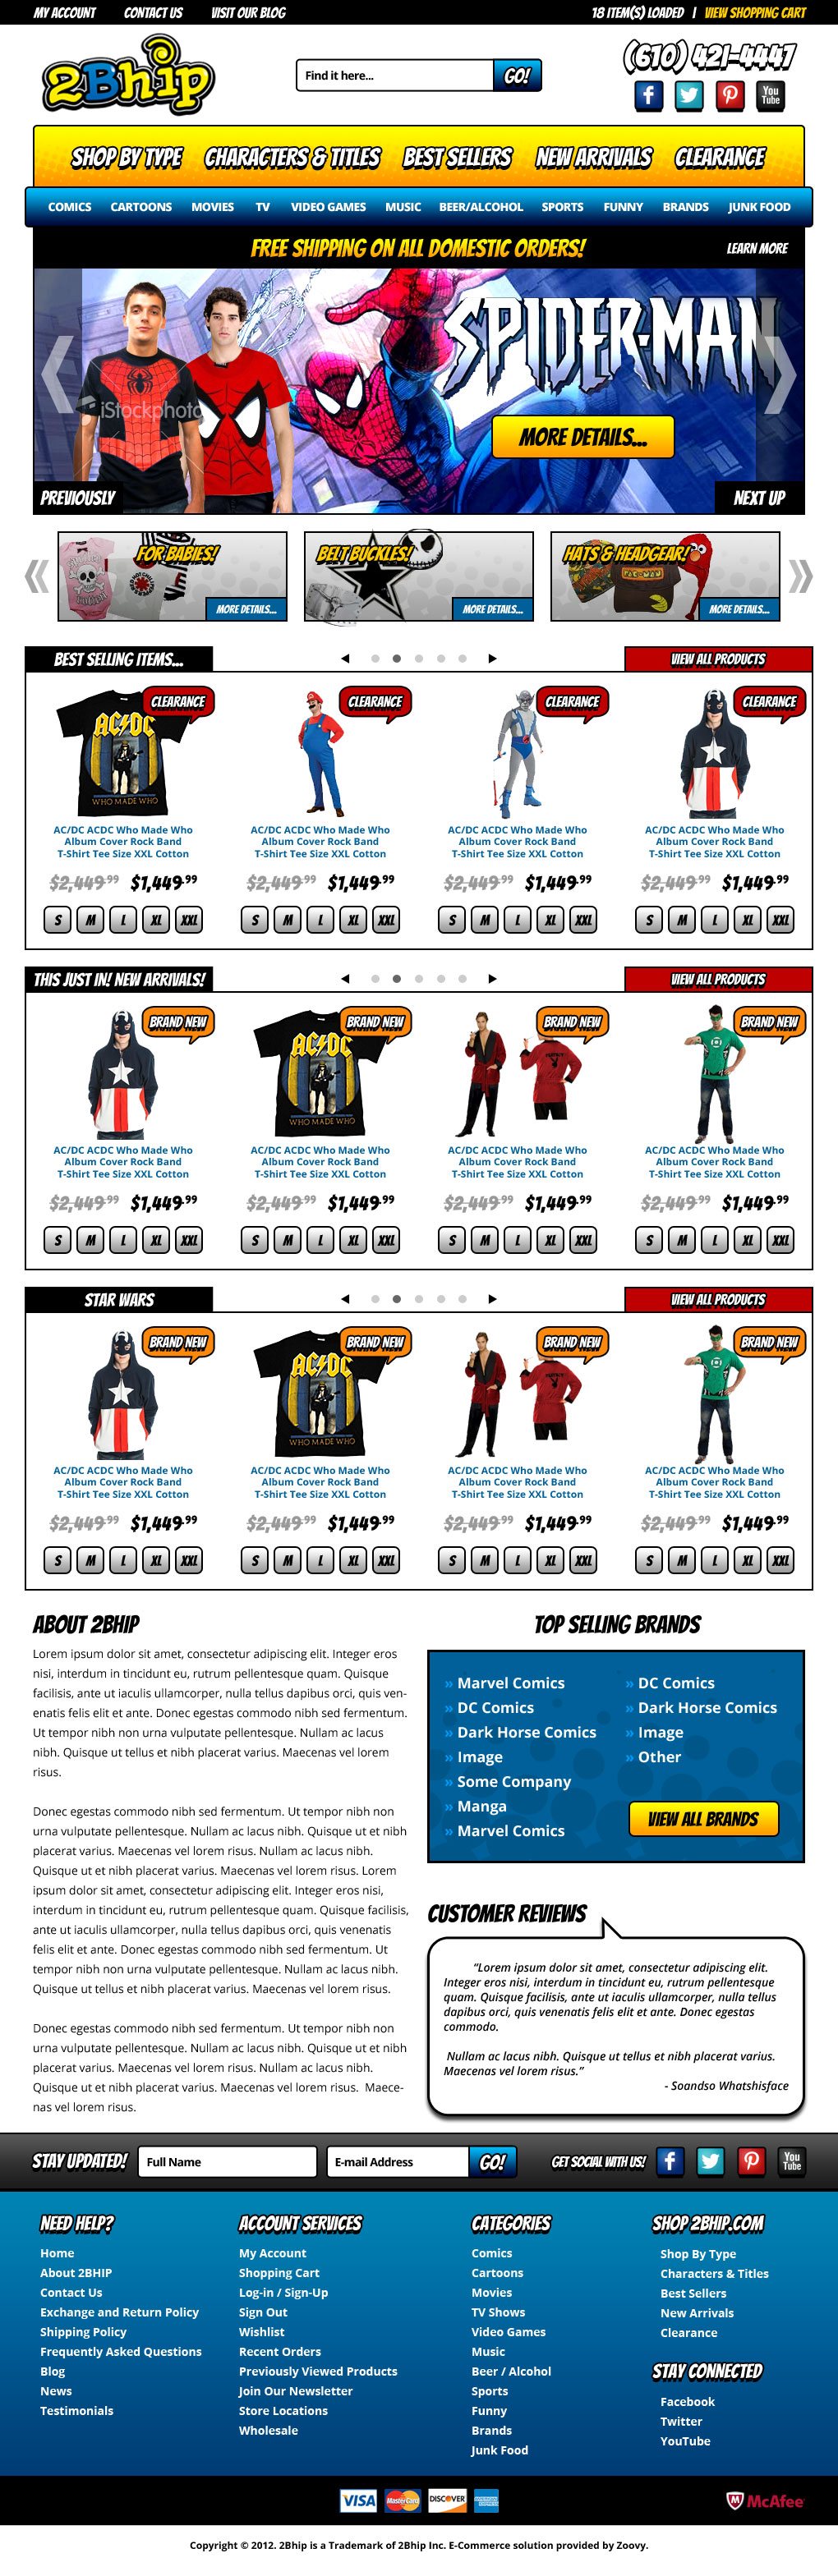 MY ACCOUNT CONTACT US VISIT OUR BLOG 18 ITEM(S) LOADED | VIEW SHOPPING CART
2Bhip
Find it here... GO!
(610) 421-4447
You Tube
SHOP BY TYPE CHARACTERS & TITLES BEST SELLERS NEW ARRIVALS CLEARANCE
COMICS CARTOONS MOVIES TV VIDEO GAMES MUSIC BEER/ALCOHOL SPORTS FUNNY BRANDS JUNK FOOD
FREE SHIPPING ON ALL DOMESTIC ORDERS! LEARN MORE
SPIDER-MAN
iStockphoto
MORE DETAILS...
PREVIOUSLY NEXT UP
FOR BABIES! BELT BUCKLES! HATS & HEADGEAR!
MORE DETAILS... MORE DETAILS... MORE DETAILS...
BEST SELLING ITEMS... VIEW ALL PRODUCTS
CLEARANCE CLEARANCE CLEARANCE CLEARANCE
AC/DC
WHO MADE WHO
AC/DC ACDC Who Made Who AC/DC ACDC Who Made Who AC/DC ACDC Who Made Who AC/DC ACDC Who Made Who
Album Cover Rock Band Album Cover Rock Band Album Cover Rock Band Album Cover Rock Band
T-Shirt Tee Size XXL Cotton T-Shirt Tee Size XXL Cotton T-Shirt Tee Size XXL Cotton T-Shirt Tee Size XXL Cotton
$2,449.99 $1,449.99 $2,449.99 $1,449.99 $2,449.99 $1,449.99 $2,449.99 $1,449.99
S M L XL XXL S M L XL XXL S M L XL XXL S M L XL XXL
THIS JUST IN! NEW ARRIVALS! VIEW ALL PRODUCTS
BRAND NEW BRAND NEW BRAND NEW BRAND NEW
AC/DC
WHO MADE WHO
AC/DC ACDC Who Made Who AC/DC ACDC Who Made Who AC/DC ACDC Who Made Who AC/DC ACDC Who Made Who
Album Cover Rock Band Album Cover Rock Band Album Cover Rock Band Album Cover Rock Band
T-Shirt Tee Size XXL Cotton T-Shirt Tee Size XXL Cotton T-Shirt Tee Size XXL Cotton T-Shirt Tee Size XXL Cotton
$2,449.99 $1,449.99 $2,449.99 $1,449.99 $2,449.99 $1,449.99 $2,449.99 $1,449.99
S M L XL XXL S M L XL XXL S M L XL XXL S M L XL XXL
STAR WARS VIEW ALL PRODUCTS
BRAND NEW BRAND NEW BRAND NEW BRAND NEW
AC/DC
WHO MADE WHO
AC/DC ACDC Who Made Who AC/DC ACDC Who Made Who AC/DC ACDC Who Made Who AC/DC ACDC Who Made Who
Album Cover Rock Band Album Cover Rock Band Album Cover Rock Band Album Cover Rock Band
T-Shirt Tee Size XXL Cotton T-Shirt Tee Size XXL Cotton T-Shirt Tee Size XXL Cotton T-Shirt Tee Size XXL Cotton
$2,449.99 $1,449.99 $2,449.99 $1,449.99 $2,449.99 $1,449.99 $2,449.99 $1,449.99
S M L XL XXL S M L XL XXL S M L XL XXL S M L XL XXL
ABOUT 2BHIP
Lorem ipsum dolor sit amet, consectetur adipiscing elit. Integer eros
nisi, interdum in tincidunt eu, rutrum pellentesque quam. Quisque
facilisis, ante ut iaculis ullamcorper, nulla tellus dapibus orci, quis ven-
enatis felis elit et ante. Donec egestas commodo nibh sed fermentum.
Ut tempor nibh non urna vulputate pellentesque. Nullam ac lacus
nibh. Quisque ut tellus et nibh placerat varius. Maecenas vel lorem
risus.
Donec egestas commodo nibh sed fermentum. Ut tempor nibh non
urna vulputate pellentesque. Nullam ac lacus nibh. Quisque ut et nibh
placerat varius. Maecenas vel lorem risus. Nullam ac lacus nibh.
Quisque ut et nibh placerat varius. Maecenas vel lorem risus. Lorem
ipsum dolor sit amet, consectetur adipiscing elit. Integer eros nisi,
interdum in tincidunt eu, rutrum pellentesque quam. Quisque facilisis,
ante ut iaculis ullamcorper, nulla tellus dapibus orci, quis venenatis
felis elit et ante. Donec egestas commodo nibh sed fermentum. Ut
tempor nibh non urna vulputate pellentesque. Nullam ac lacus nibh.
Quisque ut tellus et nibh placerat varius. Maecenas vel lorem risus.
Donec egestas commodo nibh sed fermentum. Ut tempor nibh non
urna vulputate pellentesque. Nullam ac lacus nibh. Quisque ut et nibh
placerat varius. Maecenas vel lorem risus. Nullam ac lacus nibh.
Quisque ut et nibh placerat varius. Maecenas vel lorem risus. Maece-
nas vel lorem risus.
TOP SELLING BRANDS
» Marvel Comics
» DC Comics
» Dark Horse Comics
» Image
» Some Company
» Manga
» Marvel Comics
» DC Comics
» Dark Horse Comics
» Image
» Other
VIEW ALL BRANDS
CUSTOMER REVIEWS
"Lorem ipsum dolor sit amet, consectetur adipiscing elit.
Integer eros nisi, interdum in tincidunt eu, rutrum pellentesque
quam. Quisque facilisis, ante ut iaculis ullamcorper, nulla tellus
dapibus orci, quis venenatis felis elit et ante. Donec egestas
commodo.
Nullam ac lacus nibh. Quisque ut tellus et nibh placerat varius.
Maecenas vel lorem risus."
- Soandso Whatshisface
STAY UPDATED! Full Name E-mail Address GO! GET SOCIAL WITH US! You Tube
NEED HELP?
Home
About 2BHIP
Contact Us
Exchange and Return Policy
Shipping Policy
Frequently Asked Questions
Blog
News
Testimonials
ACCOUNT SERVICES
My Account
Shopping Cart
Log-in / Sign-Up
Sign Out
Wishlist
Recent Orders
Previously Viewed Products
Join Our Newsletter
Store Locations
Wholesale
CATEGORIES
Comics
Cartoons
Movies
TV Shows
Video Games
Music
Beer / Alcohol
Sports
Funny
Brands
Junk Food
SHOP 2BHIP.COM
Shop By Type
Characters & Titles
Best Sellers
New Arrivals
Clearance
STAY CONNECTED
Facebook
Twitter
YouTube
VISA MasterCard DISCOVER McAfee
Copyright © 2012. 2Bhip is a Trademark of 2Bhip Inc. E-Commerce solution provided by Zoovy.